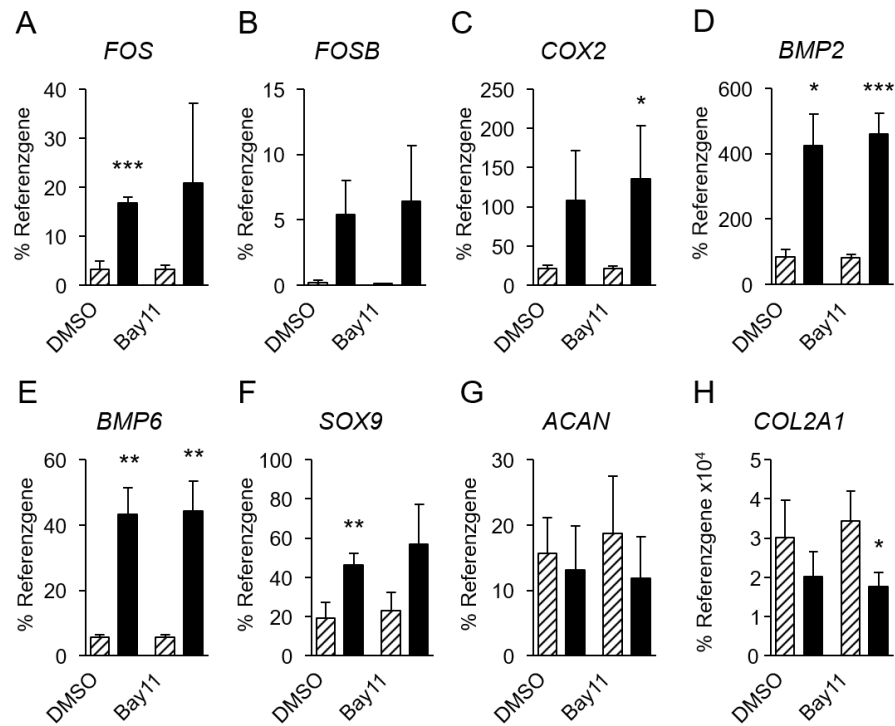 A
FOS
% Referenzgene
40
30
20
10
0
***
DMSO
Bay11
B
FOSB
% Referenzgene
15
10
5
0
DMSO
Bay11
C
COX2
% Referenzgene
250
200
150
100
50
0
*
DMSO
Bay11
D
BMP2
% Referenzgene
600
400
200
0
*
***
DMSO
Bay11
E
BMP6
% Referenzgene
60
40
20
0
**
**
DMSO
Bay11
F
SOX9
% Referenzgene
100
80
60
40
20
0
**
DMSO
Bay11
G
ACAN
% Referenzgene
30
20
10
0
DMSO
Bay11
H
COL2A1
% Referenzgene x10⁴
5
4
3
2
1
0
*
DMSO
Bay11